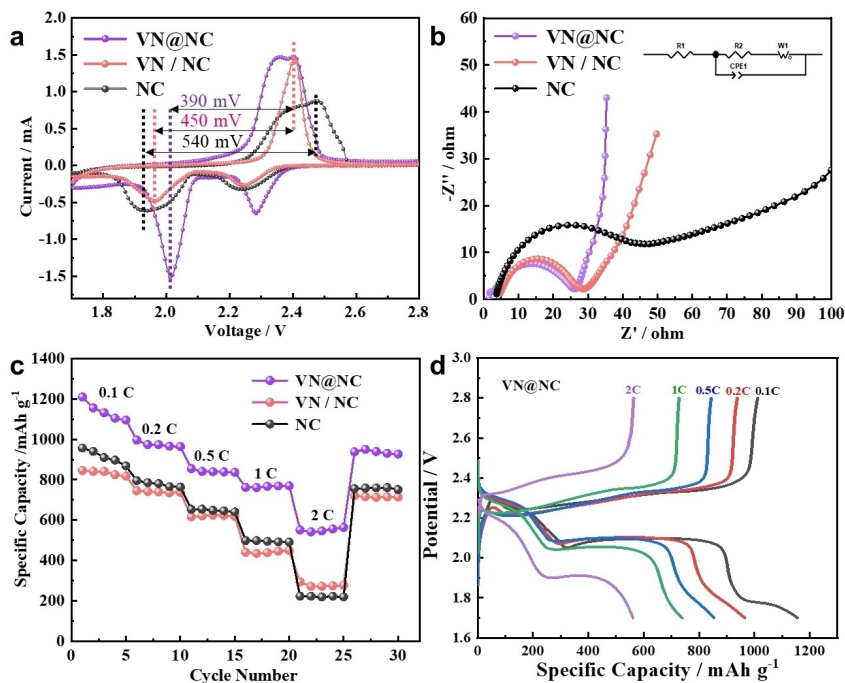 a
VN@NC
VN / NC
NC
390 mV
450 mV
540 mV
Current / mA
1.5
1.0
0.5
0.0
-0.5
-1.0
-1.5
1.8
2.0
2.2
2.4
2.6
2.8
Voltage / V
b
VN@NC
VN / NC
NC
R1
R2
W1
CPE1
-Z'' / ohm
60
50
40
30
20
10
0
0
10
20
30
40
50
60
70
80
90
100
Z' / ohm
c
VN@NC
VN / NC
NC
0.1 C
0.2 C
0.5 C
1 C
2 C
Specific Capacity /mAh g-1
1400
1200
1000
800
600
400
200
0
0
5
10
15
20
25
30
Cycle Number
d
VN@NC
2C
1C
0.5C
0.2C
0.1C
Potential / V
3.0
2.8
2.6
2.4
2.2
2.0
1.8
1.6
0
200
400
600
800
1000
1200
Specific Capacity / mAh g-1